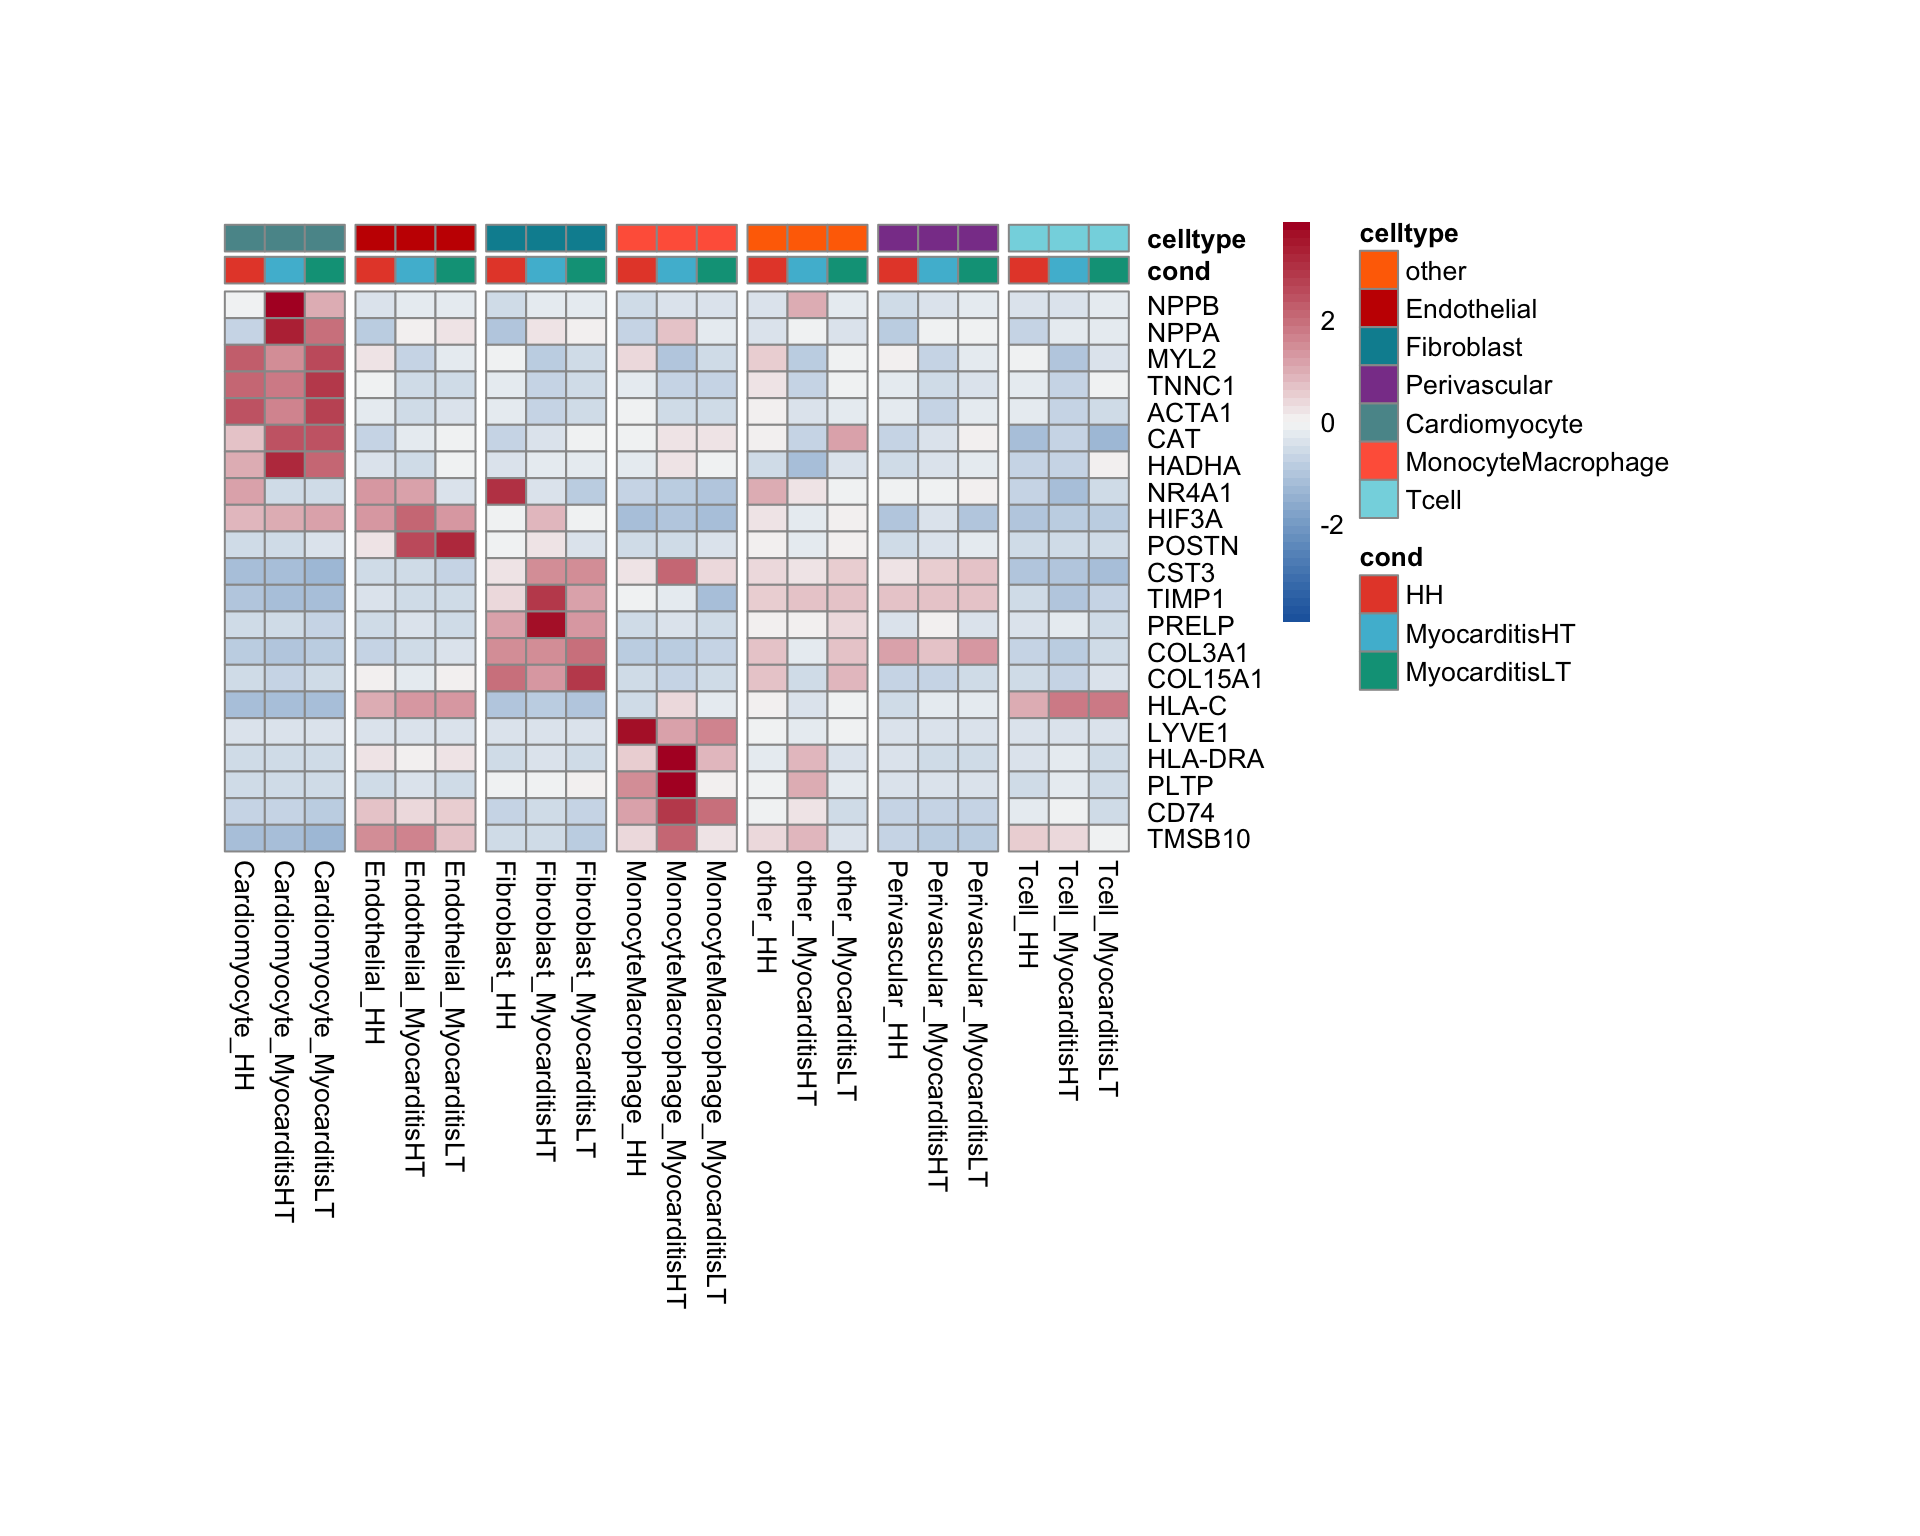 celltype
cond
NPPB
NPPA
MYL2
TNNC1
ACTA1
CAT
HADHA
NR4A1
HIF3A
POSTN
CST3
TIMP1
PRELP
COL3A1
COL15A1
HLA-C
LYVE1
HLA-DRA
PLTP
CD74
TMSB10
Cardiomyocyte_HH
Cardiomyocyte_MyocarditisHT
Cardiomyocyte_MyocarditisLT
Endothelial_HH
Endothelial_MyocarditisHT
Endothelial_MyocarditisLT
Fibroblast_HH
Fibroblast_MyocarditisHT
Fibroblast_MyocarditisLT
MonocyteMacrophage_HH
MonocyteMacrophage_MyocarditisHT
MonocyteMacrophage_MyocarditisLT
other_HH
other_MyocarditisHT
other_MyocarditisLT
Perivascular_HH
Perivascular_MyocarditisHT
Perivascular_MyocarditisLT
Tcell_HH
Tcell_MyocarditisHT
Tcell_MyocarditisLT
2
0
-2
celltype
other
Endothelial
Fibroblast
Perivascular
Cardiomyocyte
MonocyteMacrophage
Tcell
cond
HH
MyocarditisHT
MyocarditisLT